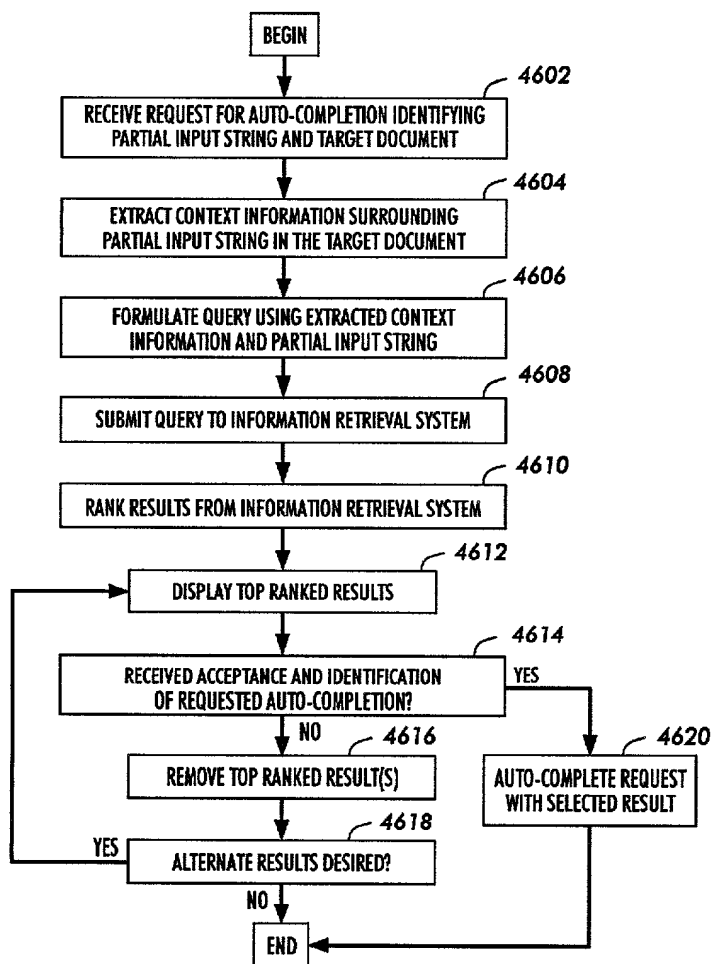 BEGIN
4602
RECEIVE REQUEST FOR AUTO-COMPLETION IDENTIFYING
PARTIAL INPUT STRING AND TARGET DOCUMENT
4604
EXTRACT CONTEXT INFORMATION SURROUNDING
PARTIAL INPUT STRING IN THE TARGET DOCUMENT
4606
FORMULATE QUERY USING EXTRACTED CONTEXT
INFORMATION AND PARTIAL INPUT STRING
4608
SUBMIT QUERY TO INFORMATION RETRIEVAL SYSTEM
4610
RANK RESULTS FROM INFORMATION RETRIEVAL SYSTEM
4612
DISPLAY TOP RANKED RESULTS
4614
RECEIVED ACCEPTANCE AND IDENTIFICATION
OF REQUESTED AUTO-COMPLETION?
YES
NO
4616
REMOVE TOP RANKED RESULT(S)
4620
AUTO-COMPLETE REQUEST
WITH SELECTED RESULT
4618
YES
ALTERNATE RESULTS DESIRED?
NO
END